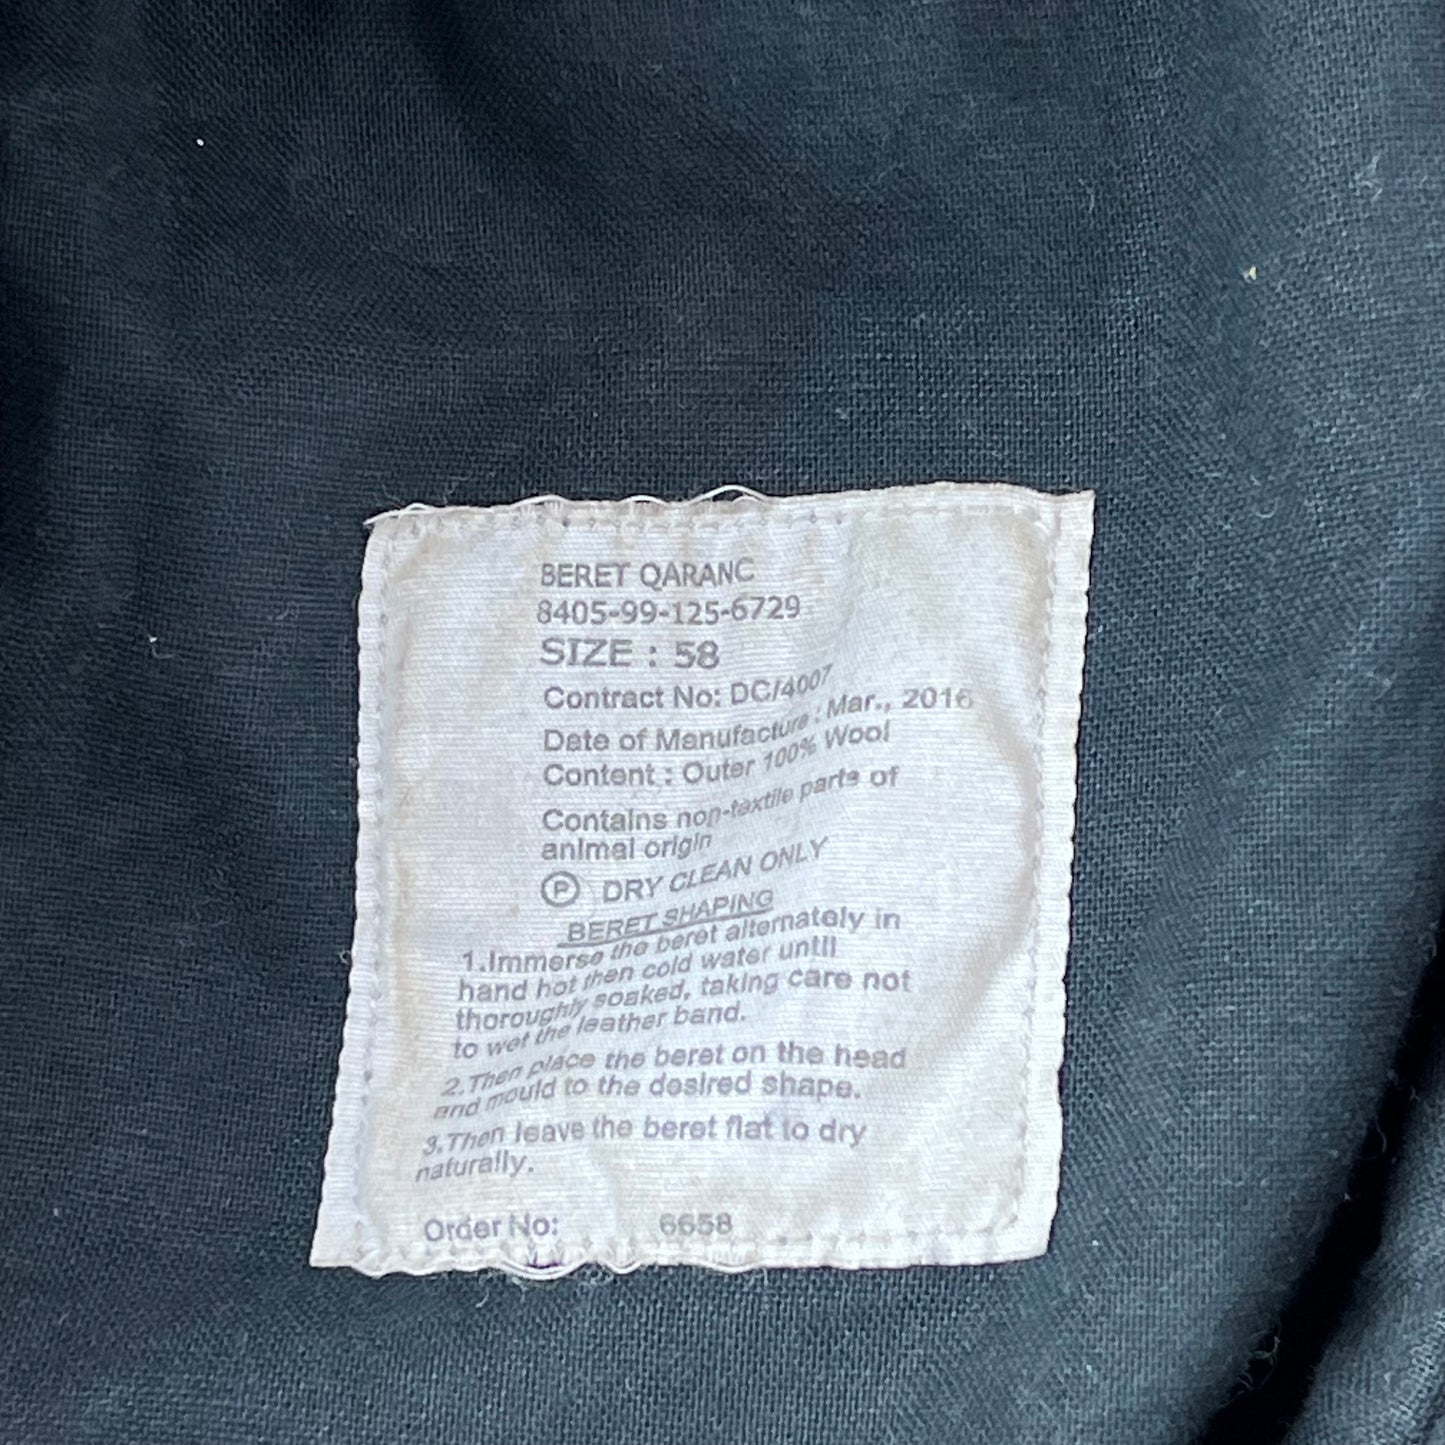 BERET QARANC
8405-99-125-6729
SIZE : 58
Contract No: DC/4007
Date of Manufacture : Mar., 2016
Content : Outer 100% Wool
Contains non-textile parts of
animal origin
P DRY CLEAN ONLY
BERET SHAPING
1.Immerse the beret alternately in
hand hot then cold water until
thoroughly soaked, taking care not
to wet the leather band.
2.Then place the beret on the head
and mould to the desired shape.
3.Then leave the beret flat to dry
naturally.
Order No: 6658